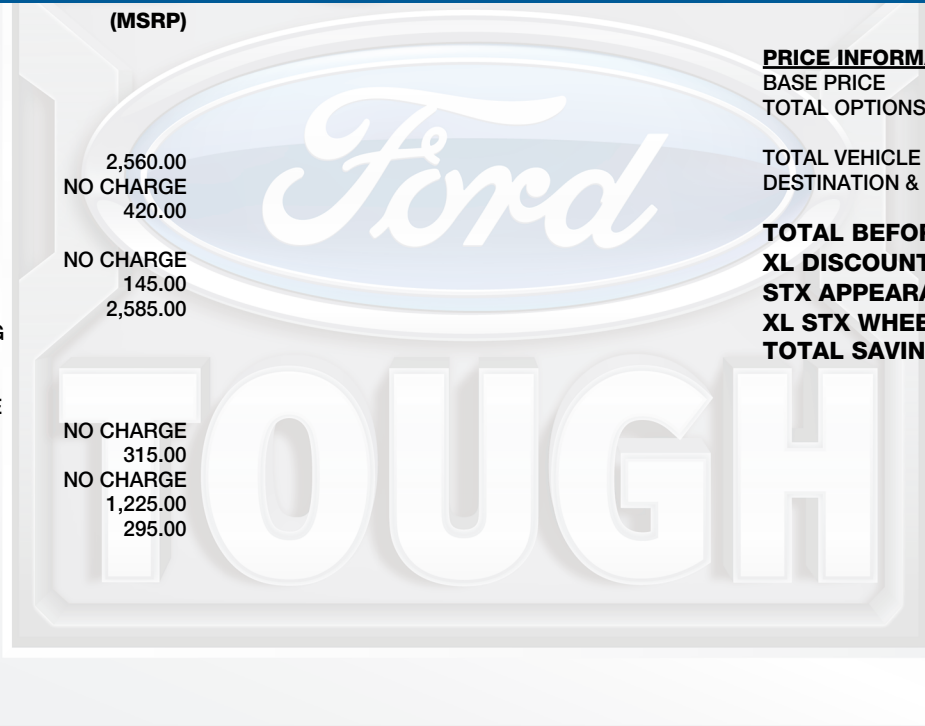 (MSRP)
2,560.00
NO CHARGE
420.00
NO CHARGE
145.00
2,585.00
NO CHARGE
315.00
NO CHARGE
1,225.00
295.00
Ford
TOUGH
PRICE INFORMA
BASE PRICE
TOTAL OPTIONS
TOTAL VEHICLE
DESTINATION &
TOTAL BEFOR
XL DISCOUNT
STX APPEARA
XL STX WHEE
TOTAL SAVIN